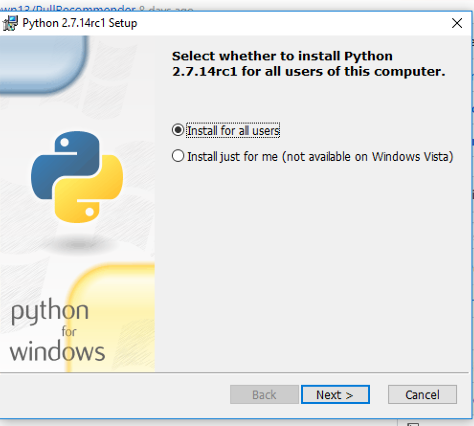 wn13/PullRecommender 8 days ago
Python 2.7.14rc1 Setup
Select whether to install Python
2.7.14rc1 for all users of this computer.
Install for all users
Install just for me (not available on Windows Vista)
python
for
windows
Back
Next >
Cancel